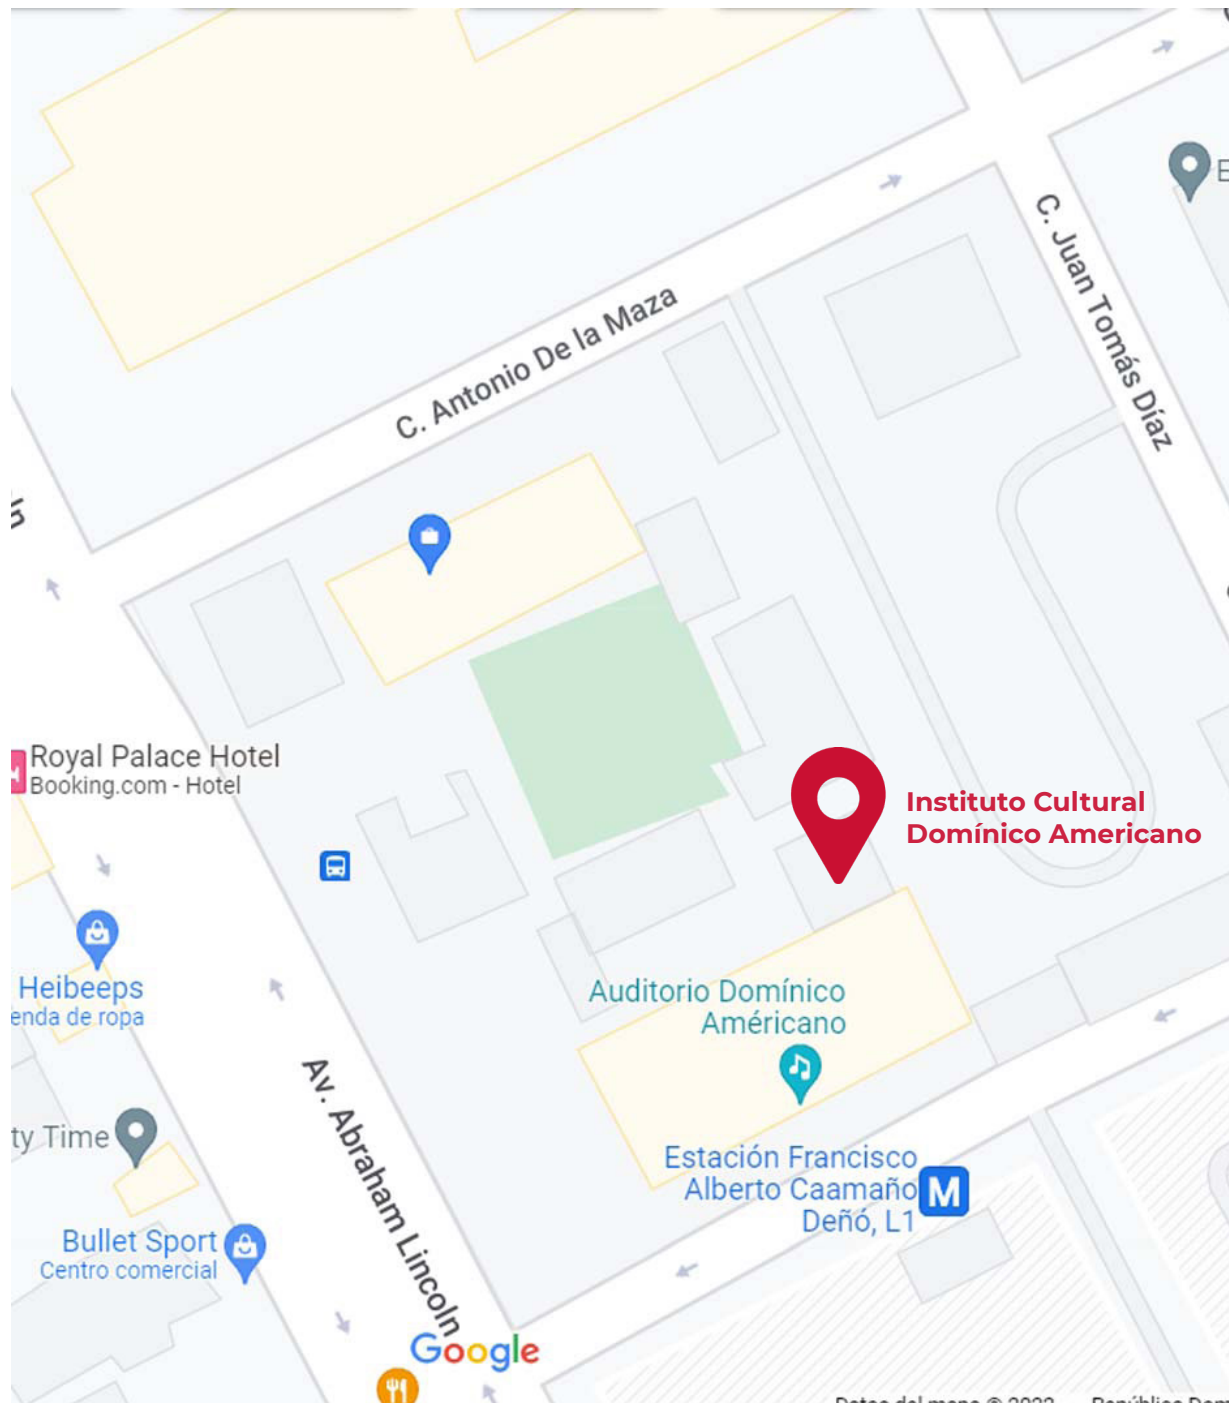 C. Juan Tomás Díaz
C. Antonio De la Maza
Royal Palace Hotel
Booking.com - Hotel
Instituto Cultural
Domínico Americano
Heibeeps
Auditorio Domínico
Américano
Av. Abraham Lincoln
Estación Francisco
Alberto Caamaño
Deñó, L1
M
Time
Bullet Sport
Centro comercial
de ropa
Google